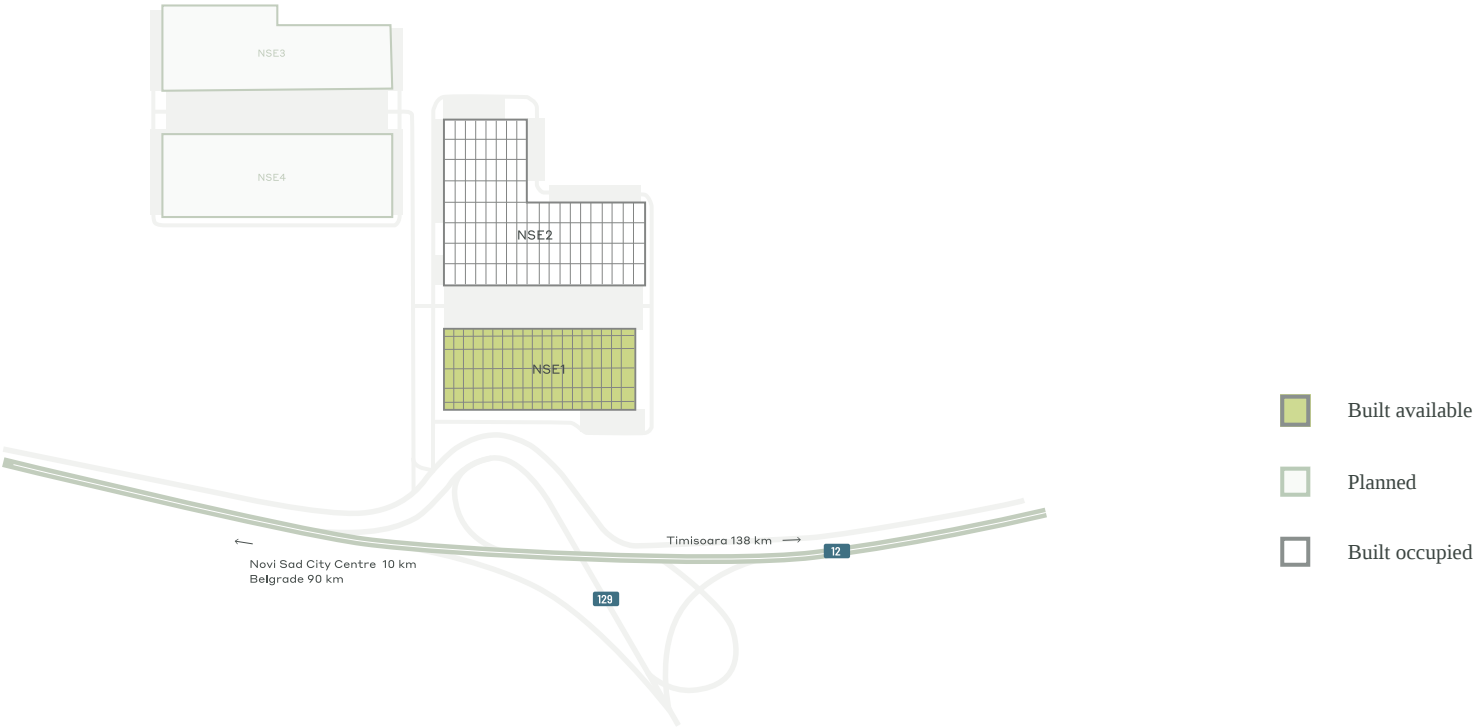 NSE3
NSE4
NSE2
NSE1
Built available
Planned
Built occupied
Timisoara 138 km
12
Novi Sad City Centre 10 km
Belgrade 90 km
129